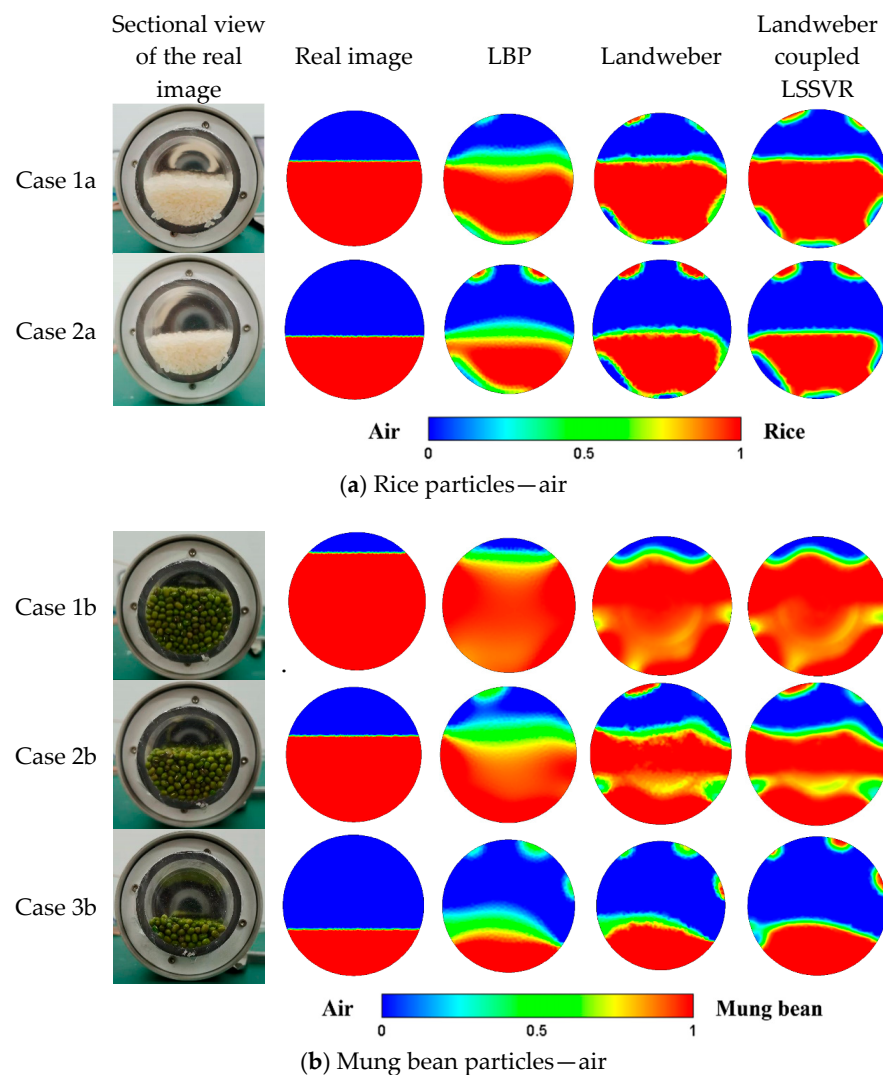 Sectional view
of the real
image
Real image
LBP
Landweber
Landweber
coupled
LSSVR
Case 1a
Case 2a
Air
Rice
0
0.5
1
(a) Rice particles—air
Case 1b
Case 2b
Case 3b
Air
Mung bean
0
0.5
1
(b) Mung bean particles—air